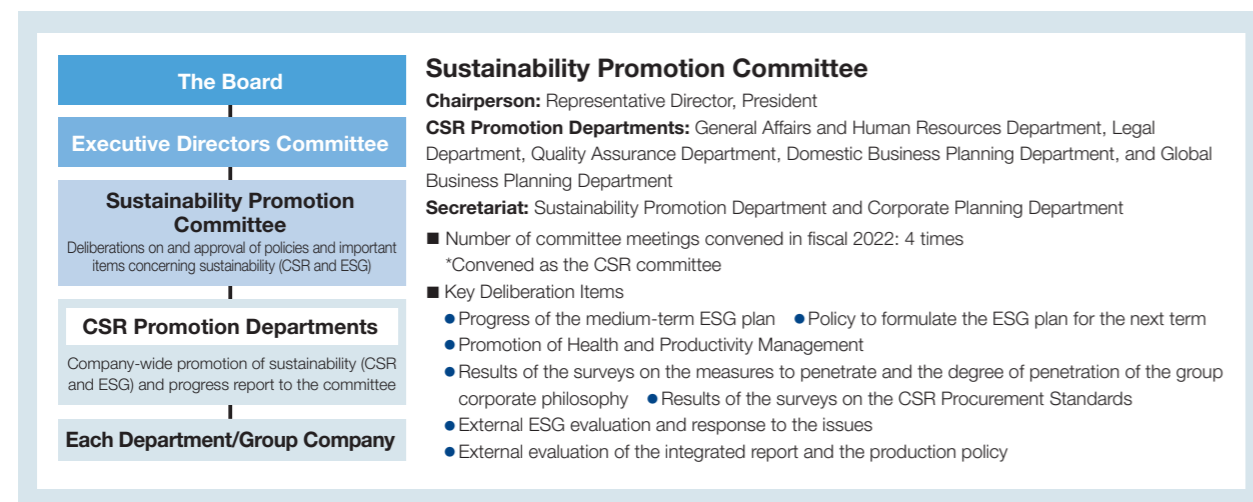 The Board
Executive Directors Committee
Sustainability Promotion
Committee
Deliberations on and approval of policies and important
items concerning sustainability (CSR and ESG)
CSR Promotion Departments
Company-wide promotion of sustainability (CSR
and ESG) and progress report to the committee
Each Department/Group Company
Sustainability Promotion Committee
Chairperson: Representative Director, President
CSR Promotion Departments: General Affairs and Human Resources Department, Legal
Department, Quality Assurance Department, Domestic Business Planning Department, and Global
Business Planning Department
Secretariat: Sustainability Promotion Department and Corporate Planning Department
■ Number of committee meetings convened in fiscal 2022: 4 times
*Convened as the CSR committee
■ Key Deliberation Items
● Progress of the medium-term ESG plan ● Policy to formulate the ESG plan for the next term
● Promotion of Health and Productivity Management
● Results of the surveys on the measures to penetrate and the degree of penetration of the group
corporate philosophy ● Results of the surveys on the CSR Procurement Standards
● External ESG evaluation and response to the issues
● External evaluation of the integrated report and the production policy